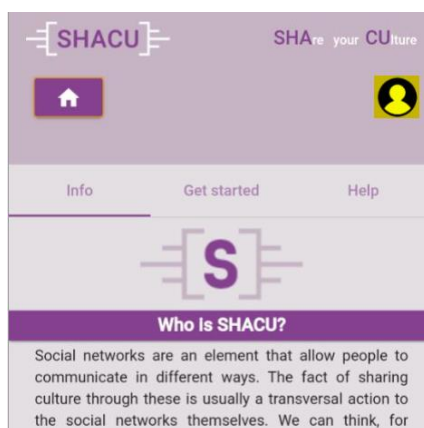 SHACU SHAre your CUlture
Info Get started Help
S
Who is SHACU?
Social networks are an element that allow people to
communicate in different ways. The fact of sharing
culture through these is usually a transversal action to
the social networks themselves. We can think, for